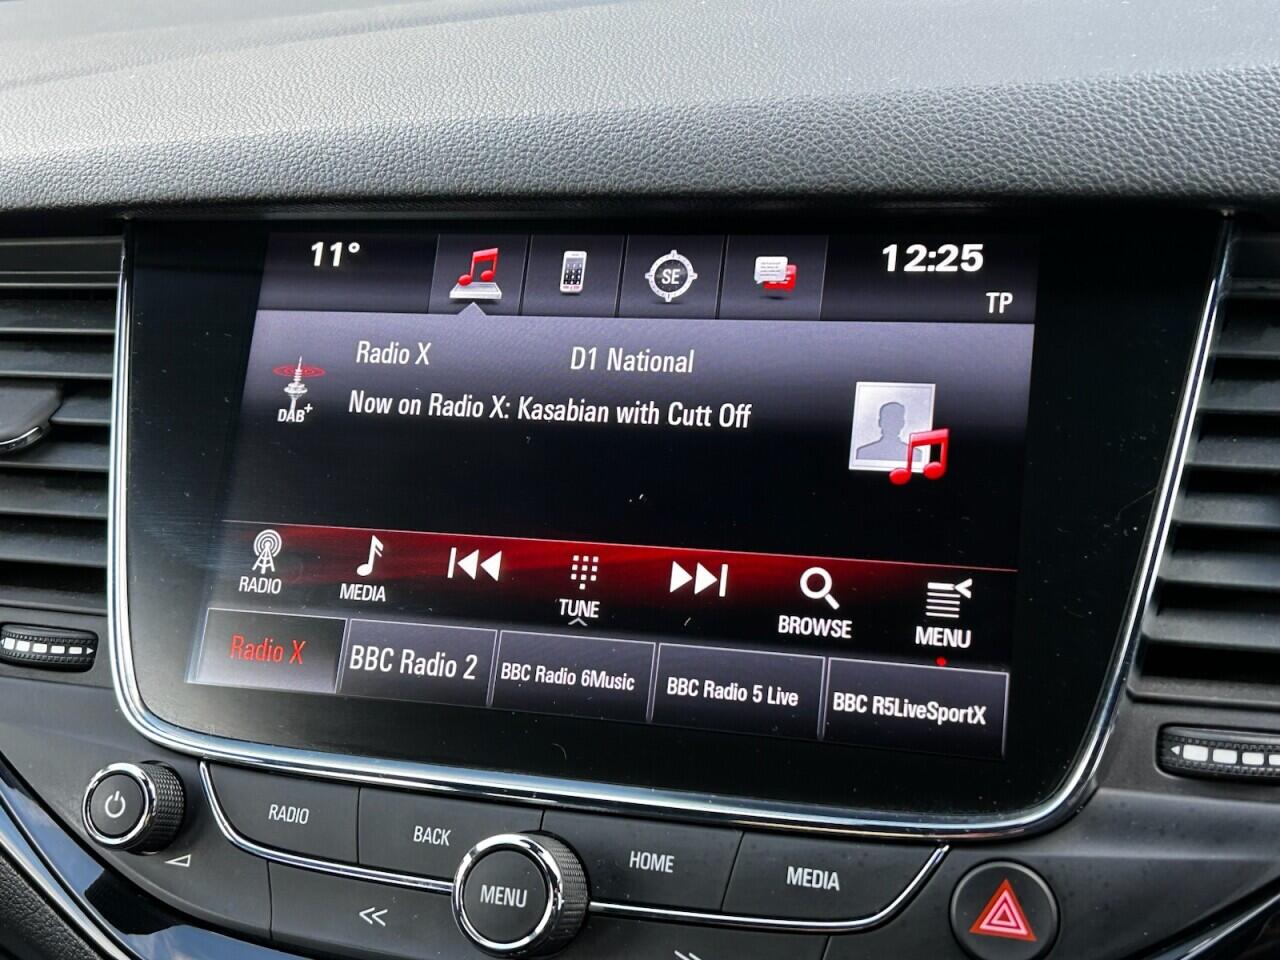 11°
SE
12:25
TP
Radio X
D1 National
DAB+
Now on Radio X: Kasabian with Cutt Off
RADIO
MEDIA
TUNE
BROWSE
MENU
Radio X
BBC Radio 2
BBC Radio 6Music
BBC Radio 5 Live
BBC R5LiveSportX
RADIO
BACK
MENU
HOME
MEDIA